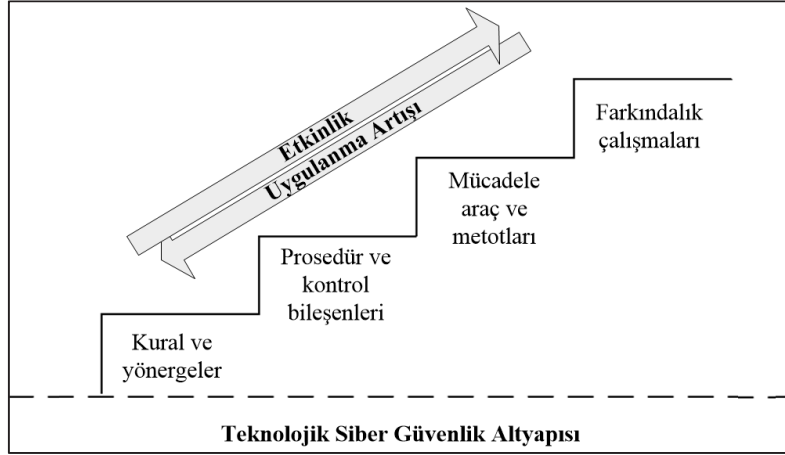 Etkinlik
Uygulanma Artışı
Farkındalık
çalışmaları
Mücadele
araç ve
metotları
Prosedür ve
kontrol
bileşenleri
Kural ve
yönergeler
Teknolojik Siber Güvenlik Altyapısı